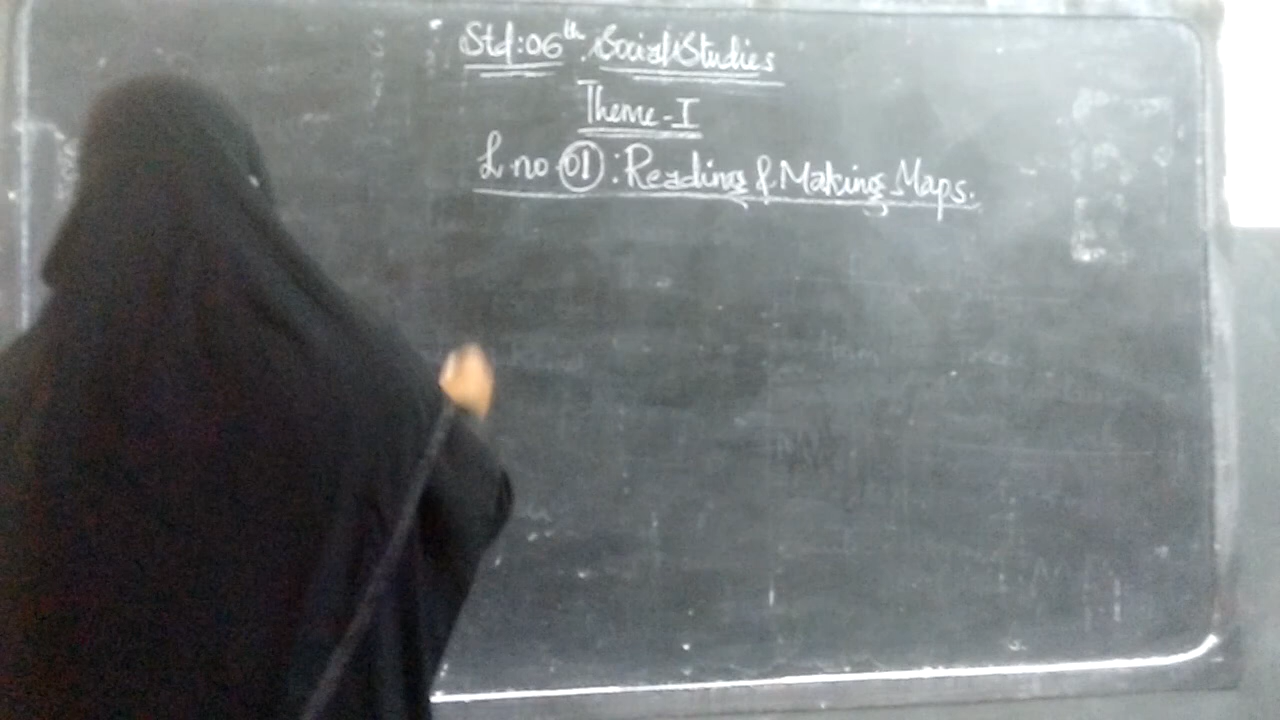 Std:06th Social Studies
Theme-I
L no 01: Reading & Making Maps.